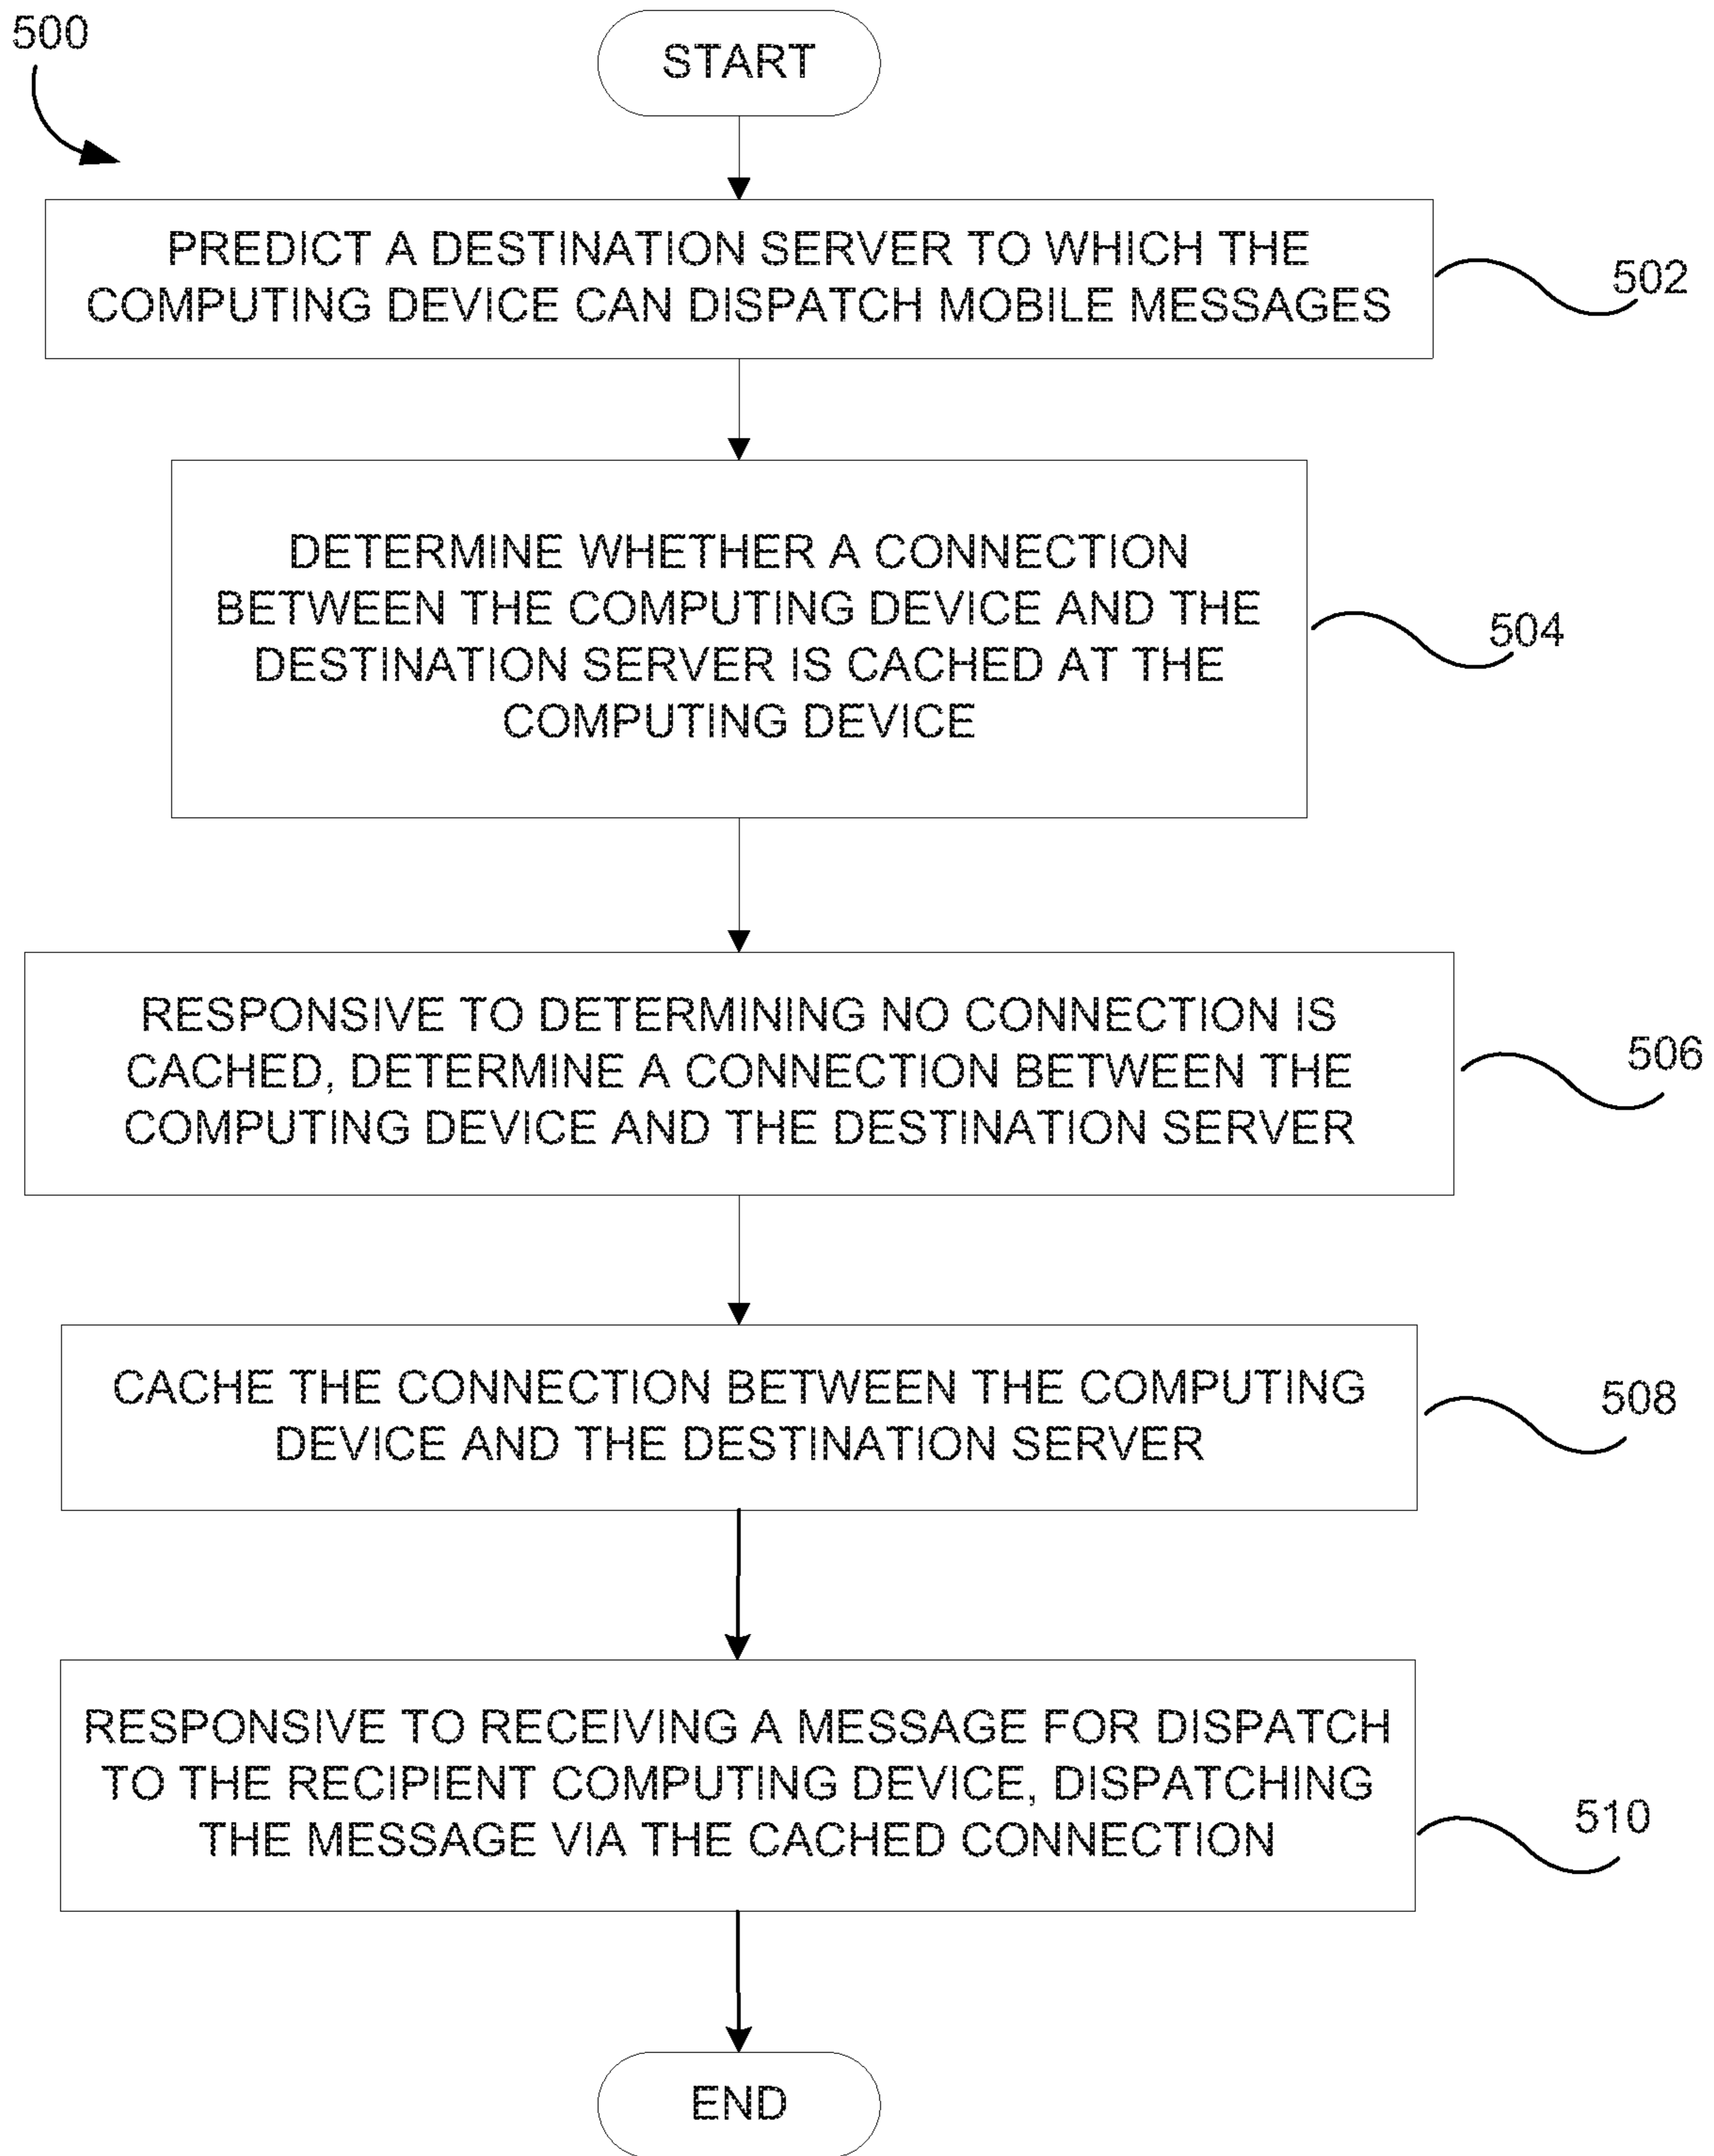 500
START
PREDICT A DESTINATION SERVER TO WHICH THE
COMPUTING DEVICE CAN DISPATCH MOBILE MESSAGES
502
DETERMINE WHETHER A CONNECTION
BETWEEN THE COMPUTING DEVICE AND THE
DESTINATION SERVER IS CACHED AT THE
COMPUTING DEVICE
504
RESPONSIVE TO DETERMINING NO CONNECTION IS
CACHED, DETERMINE A CONNECTION BETWEEN THE
COMPUTING DEVICE AND THE DESTINATION SERVER
506
CACHE THE CONNECTION BETWEEN THE COMPUTING
DEVICE AND THE DESTINATION SERVER
508
RESPONSIVE TO RECEIVING A MESSAGE FOR DISPATCH
TO THE RECIPIENT COMPUTING DEVICE, DISPATCHING
THE MESSAGE VIA THE CACHED CONNECTION
510
END